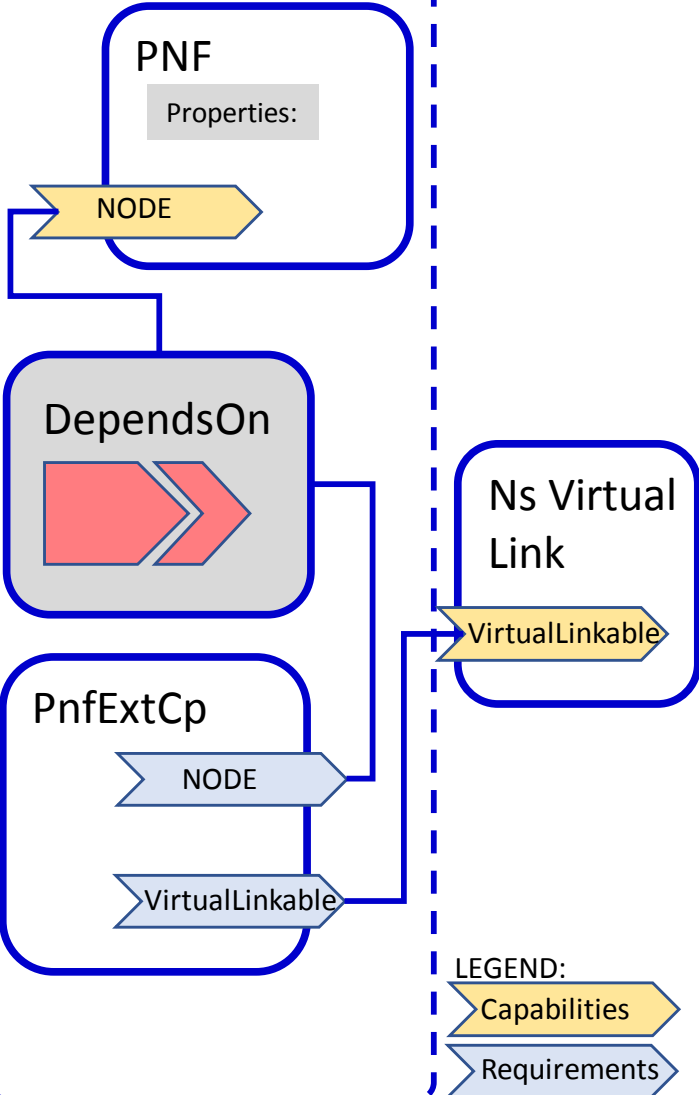 PNF
Properties:
NODE
DependsOn
Ns Virtual
Link
VirtualLinkable
PnfExtCp
NODE
VirtualLinkable
LEGEND:
Capabilities
Requirements